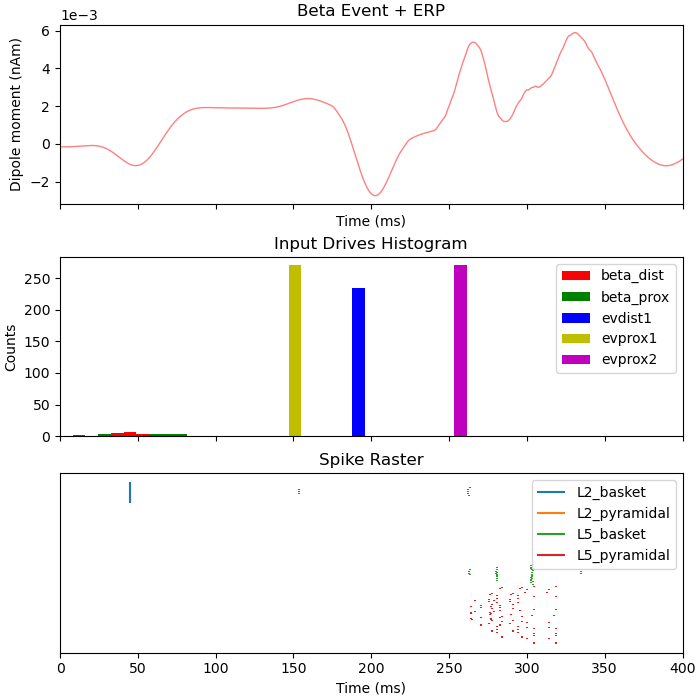 Beta Event + ERP
1e−3
6
4
2
0
−2
Dipole moment (nAm)
Time (ms)
Input Drives Histogram
250
200
150
100
50
0
Counts
beta_dist
beta_prox
evdist1
evprox1
evprox2
Spike Raster
L2_basket
L2_pyramidal
L5_basket
L5_pyramidal
0 50 100 150 200 250 300 350 400
Time (ms)